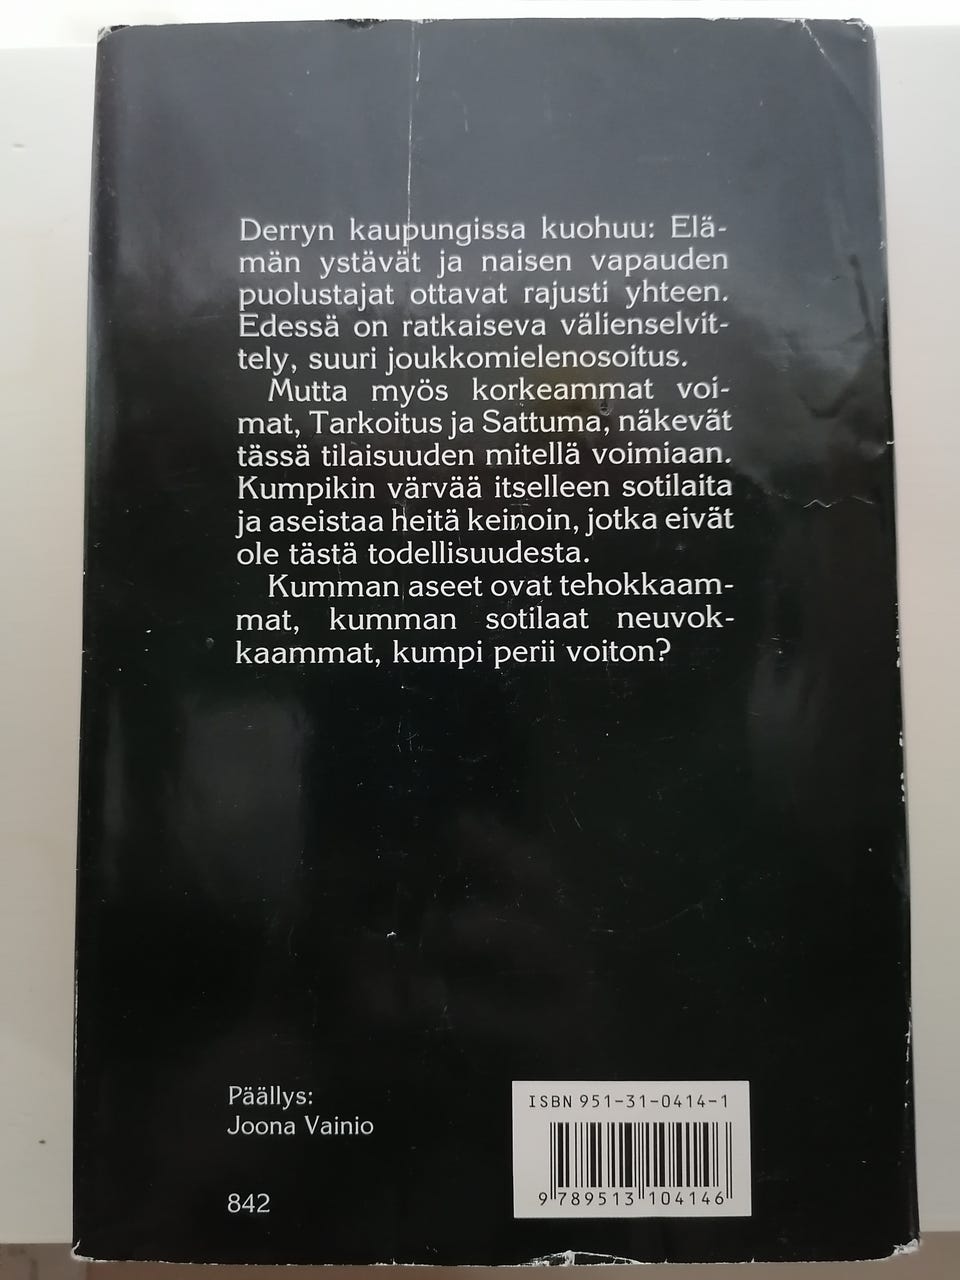 Derryn kaupungissa kuohuu: Elä-
män ystävät ja naisen vapauden
puolustajat ottavat rajusti yhteen.
Edessä on ratkaiseva välienselvit-
tely, suuri joukkomielenosoitus.
Mutta myös korkeammat voi-
mat, Tarkoitus ja Sattuma, näkevät
tässä tilaisuuden mitellä voimiaan.
Kumpikin värvää itselleen sotilaita
ja aseistaa heitä keinoin, jotka eivät
ole tästä todellisuudesta.
Kumman aseet ovat tehokkaam-
mat, kumman sotilaat neuvok-
kaammat, kumpi perii voiton?
Päällys:
Joona Vainio
842
ISBN 951-31-0414-1
9 789513 104146